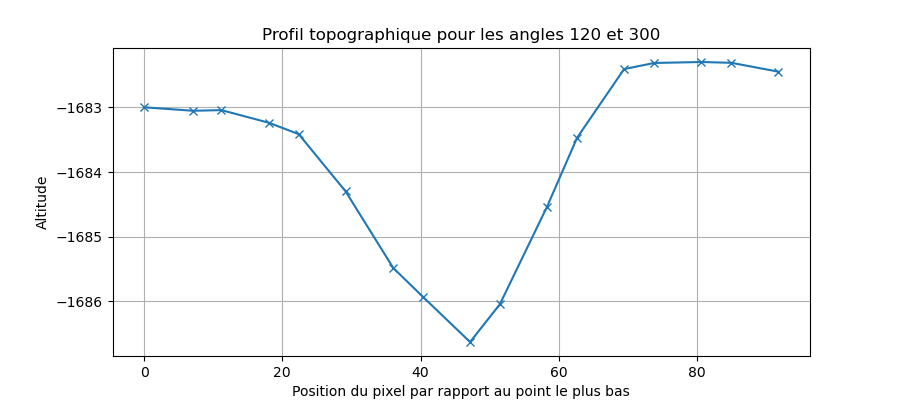 Profil topographique pour les angles 120 et 300
Altitude
−1683
−1684
−1685
−1686
0 20 40 60 80
Position du pixel par rapport au point le plus bas